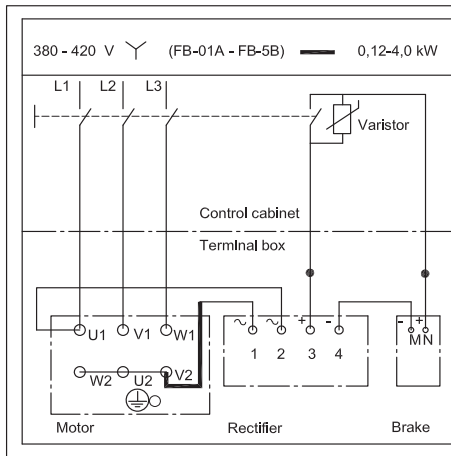 380 - 420 V (FB-01A - FB-5B) 0,12-4,0 kW
L1 L2 L3
Varistor
Control cabinet
Terminal box
U1 V1 W1
~ ~ + -
- +
MN
1 2 3 4
W2 U2 V2
Motor Rectifier Brake